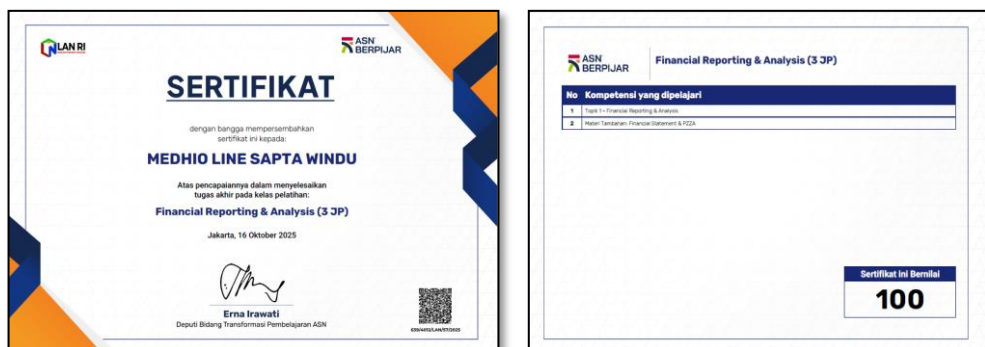 LAN RI
ASN
BERPIJAR
SERTIFIKAT
dengan bangga mempersembahkan
sertifikat ini kepada:
MEDHIO LINE SAPTA WINDU
Atas pencapaiannya dalam menyelesaikan
tugas akhir pada kelas pelatihan:
Financial Reporting & Analysis (3 JP)
Jakarta, 16 Oktober 2025
Erna Irawati
Deputi Bidang Transformasi Pembelajaran ASN
ASN
BERPIJAR
Financial Reporting & Analysis (3 JP)
No Kompetensi yang dipelajari
1 Topik 1 - Financial Reporting & Analysis
2 Materi Tambahan: Financial Statement & PIZZA
Sertifikat ini Bernilai
100